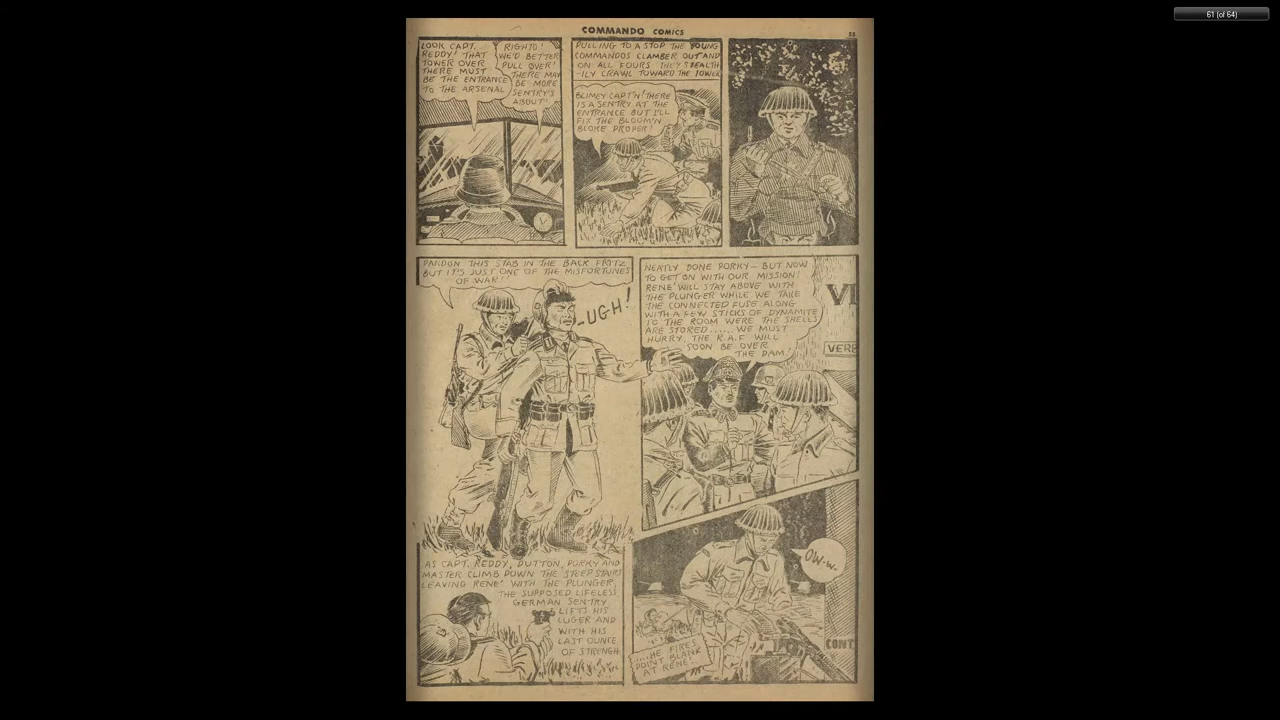 61 (of 64)
COMMANDO COMICS
55
LOOK CAPT.
REDDY! THAT
TOWER OVER
THERE MUST
BE THE ENTRANCE
TO THE ARSENAL
RIGHTO!
WE'D BETTER
PULL OVER!
THERE MAY
BE MORE
SENTRY'S
ABOUT!
PULLING TO A STOP THE YOUNG
COMMANDOS CLAMBER OUT AND
ON ALL FOURS THEY STEALTH
-ILY CRAWL TOWARD THE TOWER
BLIMEY CAPT'N! THERE
IS A SENTRY AT THE
ENTRANCE BUT I'LL
FIX THE BLOOM'N
BLOKE PROPER!
PARDON THIS STAB IN THE BACK FRITZ
BUT IT'S JUST ONE OF THE MISFORTUNES
OF WAR!
-UGH!
NEATLY DONE PORKY - BUT NOW
TO GET ON WITH OUR MISSION!
RENE' WILL STAY ABOVE WITH
THE PLUNGER WHILE WE TAKE
THE CONNECTED FUSE ALONG
WITH A FEW STICKS OF DYNAMITE
TO THE ROOM WERE THE SHELLS
ARE STORED...... WE MUST
HURRY, THE R.A.F WILL
SOON BE OVER
THE DAM!
VE
VERB
AS CAPT. REDDY, DUTTON, PORKY AND
MASTER CLIMB DOWN THE STEEP STAIRS
LEAVING RENE' WITH THE PLUNGER,
THE SUPPOSED LIFELESS
GERMAN SENTRY
LIFTS HIS
LUGER AND
WITH HIS
LAST OUNCE
OF STRENGH
OW-W-
CONT
....HE FIRES
POINT BLANK
AT RENE'